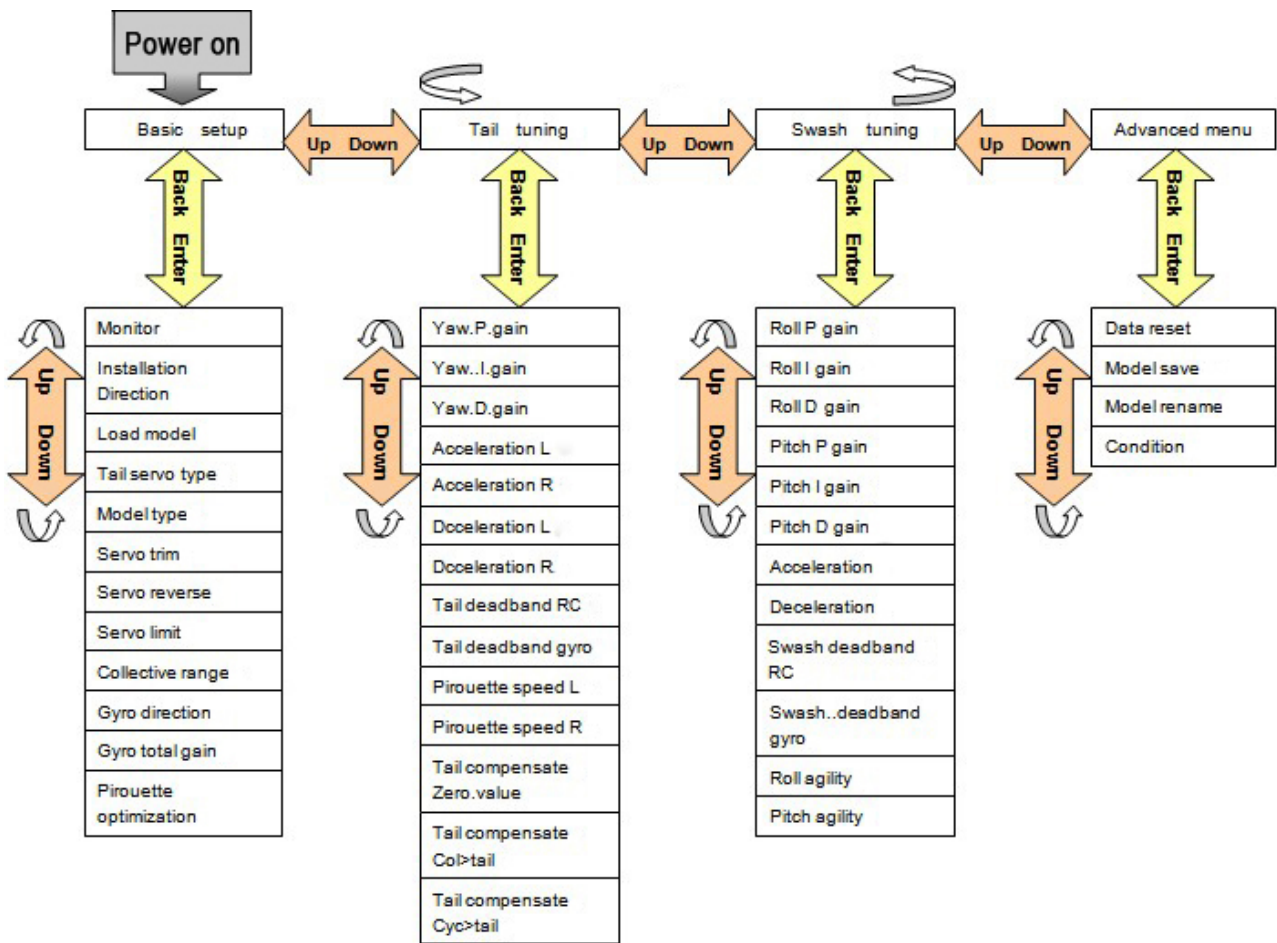 Power on
Basic setup
Up Down
Tail tuning
Up Down
Swash tuning
Up Down
Advanced menu
Back Enter
Back Enter
Back Enter
Back Enter
Up Down
Monitor
Installation
Direction
Load model
Tail servo type
Model type
Servo trim
Servo reverse
Servo limit
Collective range
Gyro direction
Gyro total gain
Pirouette
optimization
Up Down
Yaw.P.gain
Yaw..I.gain
Yaw.D.gain
Acceleration L
Acceleration R
Dcceleration L
Dcceleration R
Tail deadband RC
Tail deadband gyro
Pirouette speed L
Pirouette speed R
Tail compensate
Zero.value
Tail compensate
Col>tail
Tail compensate
Cyc>tail
Up Down
Roll P gain
Roll I gain
Roll D gain
Pitch P gain
Pitch I gain
Pitch D gain
Acceleration
Deceleration
Swash deadband
RC
Swash..deadband
gyro
Roll agility
Pitch agility
Up Down
Data reset
Model save
Model rename
Condition